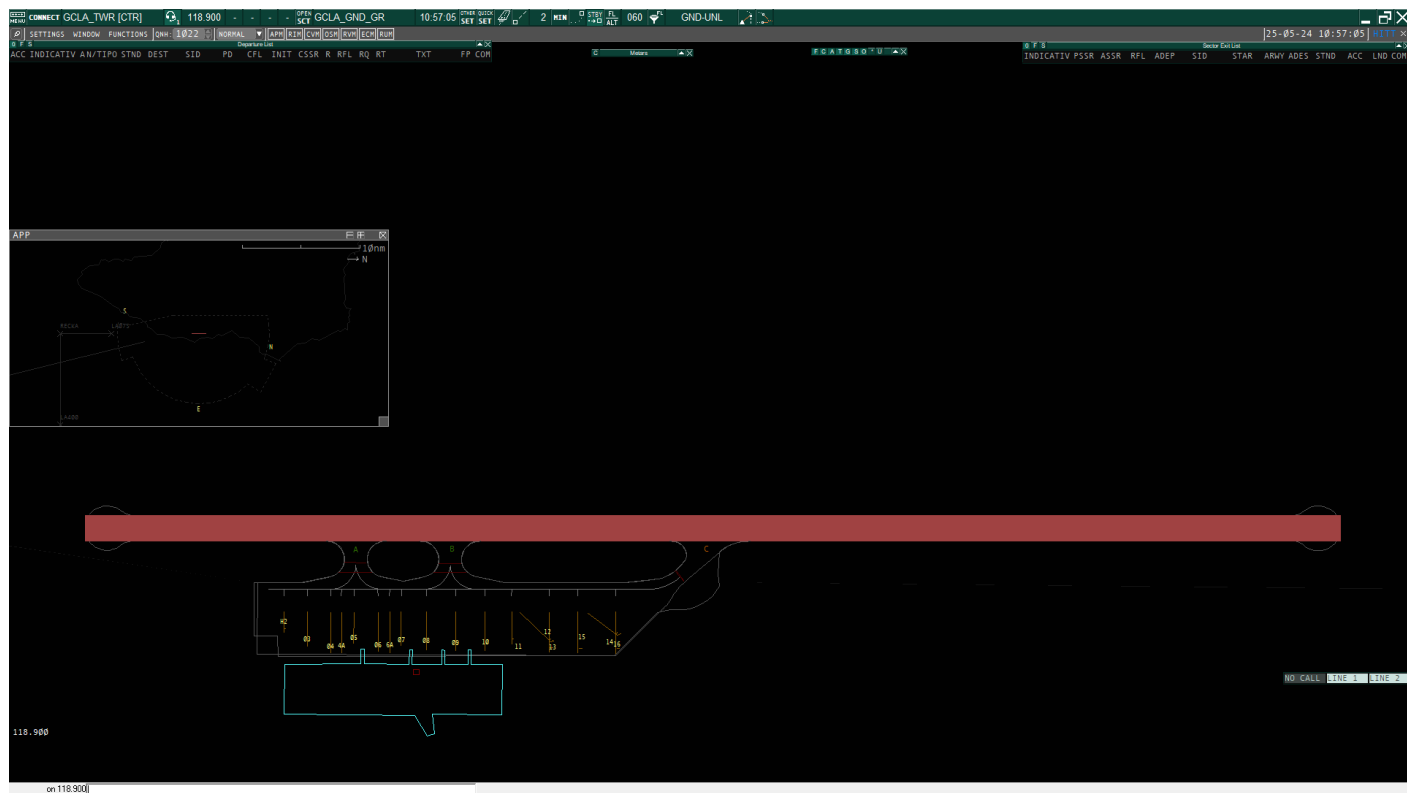 MENU CONNECT GCLA_TWR [CTR] 118.900 - - - - OPEN SCT GCLA_GND_GR 10:57:05 OTHER SET QUICK SET 2 MIN STBY FL ALT 060 FL GND-UNL
SETTINGS WINDOW FUNCTIONS QNH: 1022 NORMAL APM RIM CVM OSM RVM ECM RUM 25-05-24 10:57:05
O F S Departure List
ACC INDICATIV AN/TIPO STND DEST SID PD CFL INIT CSSR R RFL RQ RT TXT FP COM
C Metars
F C A T G S O U
Sector Exit List
INDICATIV PSSR ASSR RFL ADEP SID STAR ARWY ADES STND ACC LND COM
APP
10nm
N
S
N
E
LA400
A B C
H2 03 04 4A 05 06 6A 07 08 09 10 11 12 13 15 14 16
NO CALL LINE 1 LINE 2
118.900
on 118.900